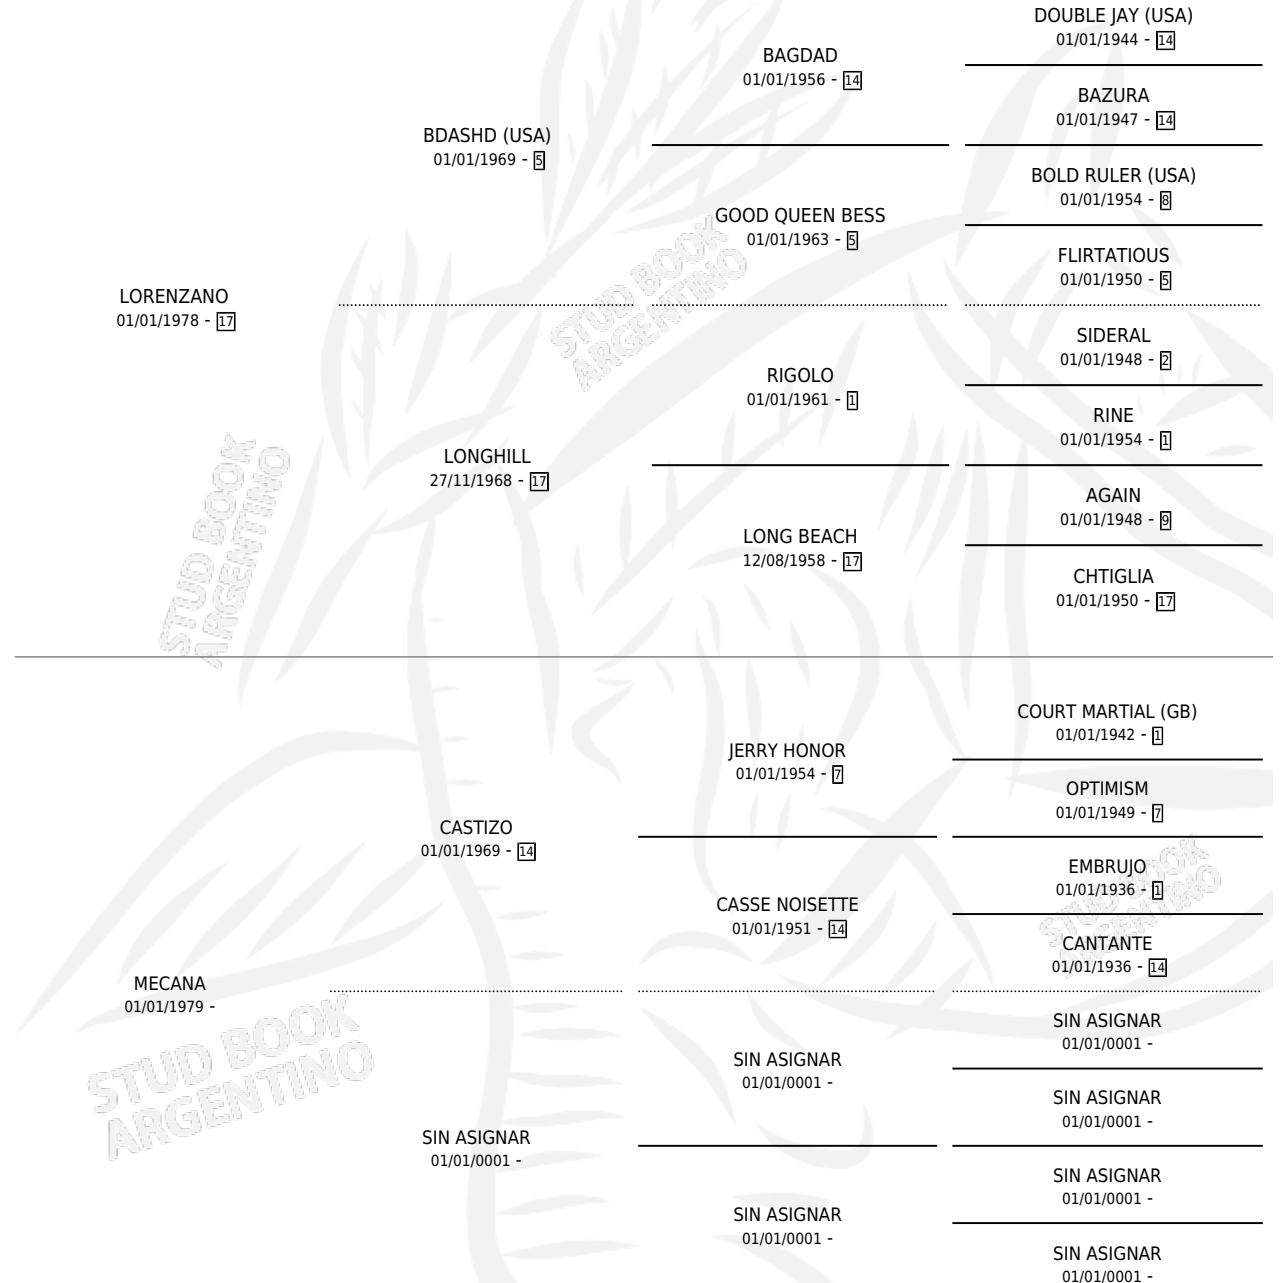 DOUBLE JAY (USA)
01/01/1944 - 14
BAGDAD
01/01/1956 - 14
BAZURA
01/01/1947 - 14
BDASHD (USA)
01/01/1969 - 5
BOLD RULER (USA)
01/01/1954 - 8
GOOD QUEEN BESS
01/01/1963 - 5
FLIRTATIOUS
01/01/1950 - 5
LORENZANO
01/01/1978 - 17
SIDERAL
01/01/1948 - 2
RIGOLO
01/01/1961 - 1
RINE
01/01/1954 - 1
LONGHILL
27/11/1968 - 17
AGAIN
01/01/1948 - 9
LONG BEACH
12/08/1958 - 17
CHTIGLIA
01/01/1950 - 17
COURT MARTIAL (GB)
01/01/1942 - 1
JERRY HONOR
01/01/1954 - 7
OPTIMISM
01/01/1949 - 7
CASTIZO
01/01/1969 - 14
EMBRUJO
01/01/1936 - 1
CASSE NOISETTE
01/01/1951 - 14
CANTANTE
01/01/1936 - 14
MECANA
01/01/1979 -
SIN ASIGNAR
01/01/0001 -
SIN ASIGNAR
01/01/0001 -
SIN ASIGNAR
01/01/0001 -
SIN ASIGNAR
01/01/0001 -
SIN ASIGNAR
01/01/0001 -
SIN ASIGNAR
01/01/0001 -
SIN ASIGNAR
01/01/0001 -
STUD BOOK
ARGENTINO
STUD BOOK
ARGENTINO
STUD BOOK
ARGENTINO
STUD BOOK
ARGENTINO